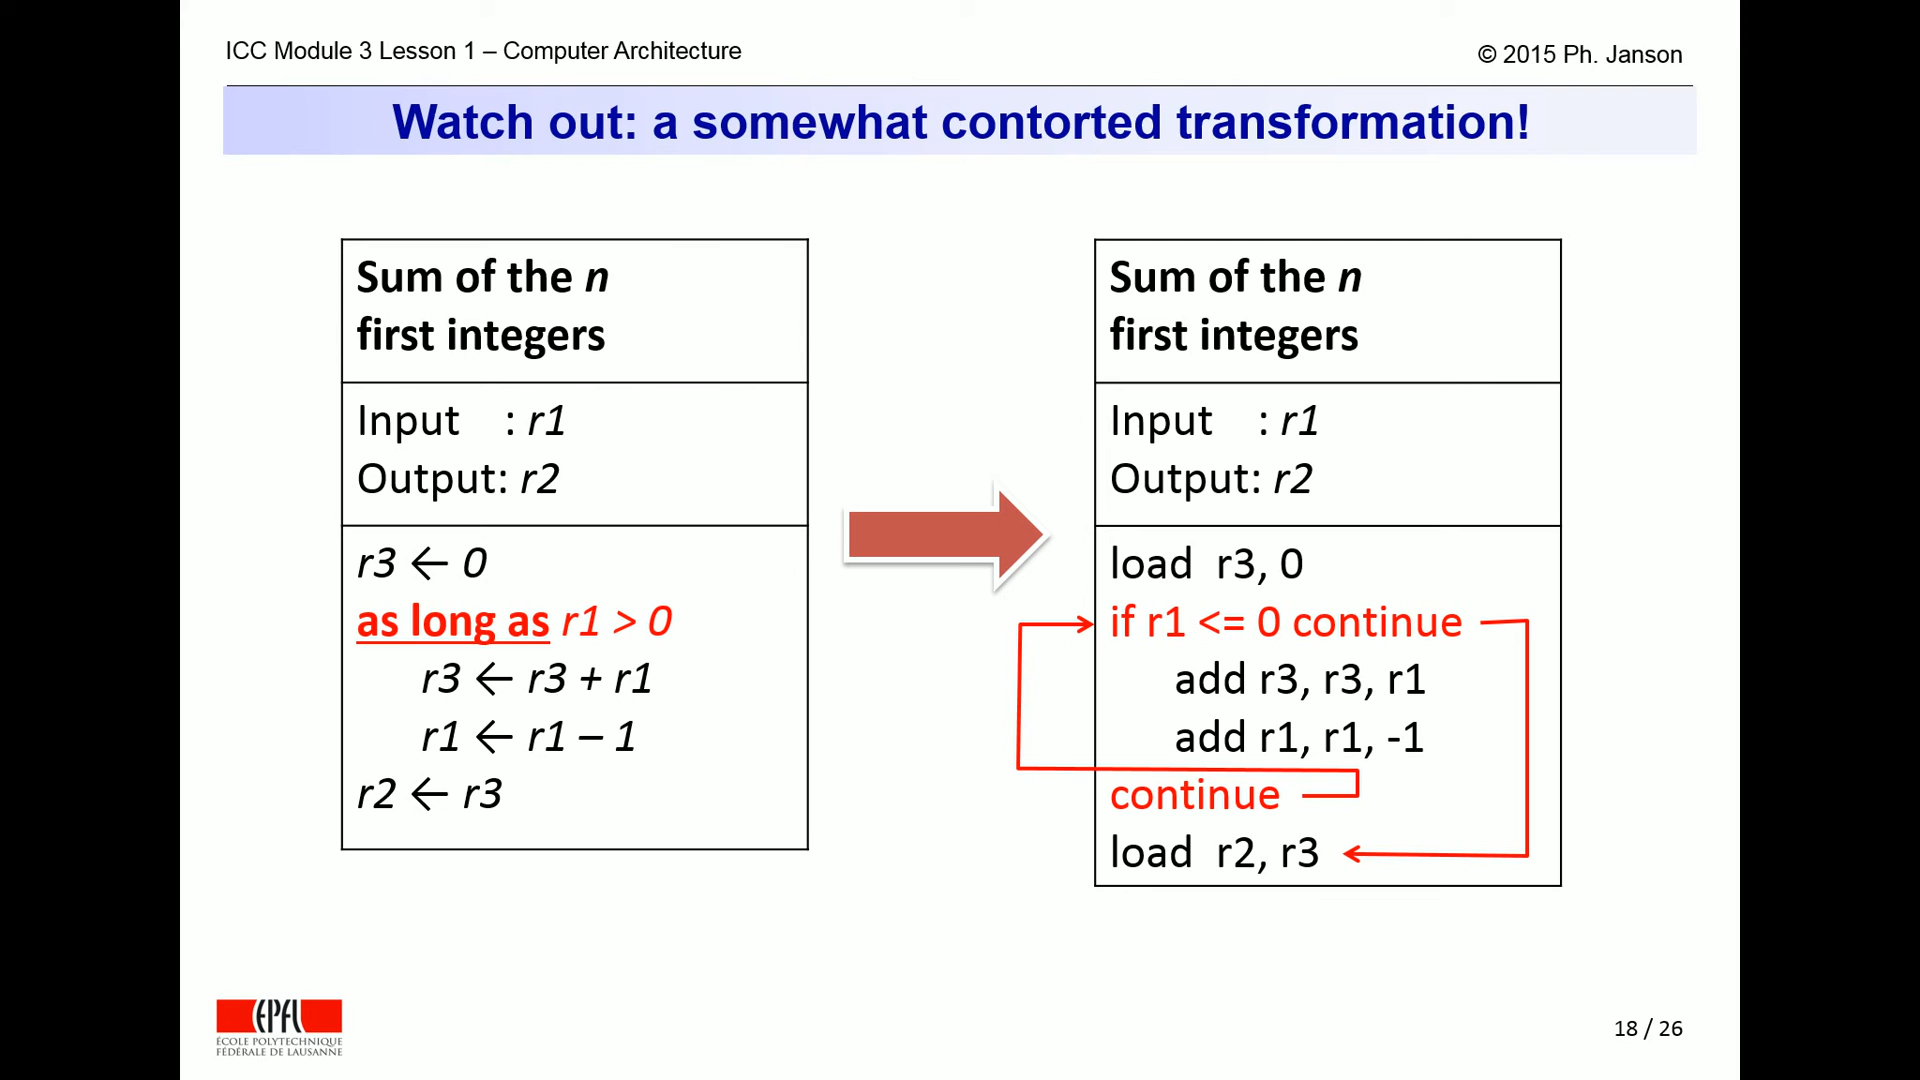 ICC Module 3 Lesson 1 – Computer Architecture
© 2015 Ph. Janson
Watch out: a somewhat contorted transformation!
Sum of the n
first integers
Input : r1
Output: r2
r3 ← 0
as long as r1 > 0
r3 ← r3 + r1
r1 ← r1 – 1
r2 ← r3
Sum of the n
first integers
Input : r1
Output: r2
load r3, 0
if r1 <= 0 continue
add r3, r3, r1
add r1, r1, -1
continue
load r2, r3
EPFL
ÉCOLE POLYTECHNIQUE
FÉDÉRALE DE LAUSANNE
18 / 26